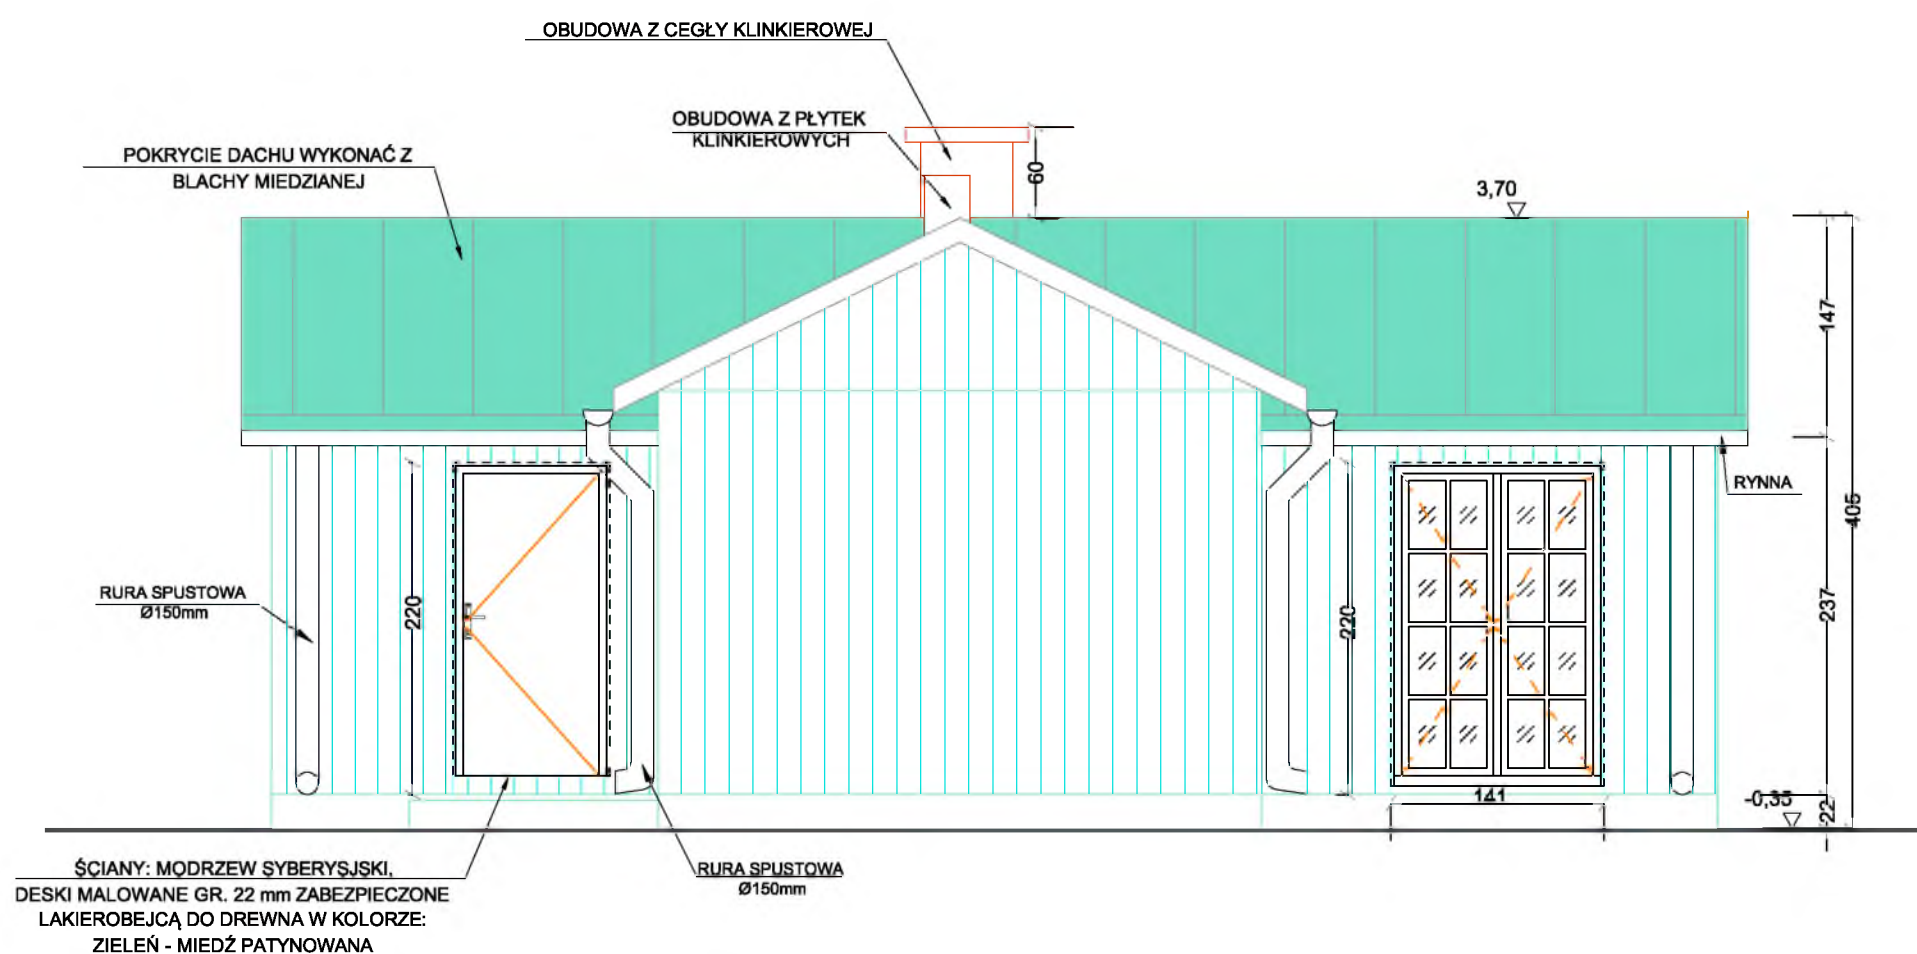 OBUDOWA Z CEGŁY KLINKIEROWEJ
OBUDOWA Z PŁYTEK
KLINKIEROWYCH
POKRYCIE DACHU WYKONAĆ Z
BLACHY MIEDZIANEJ
60
3,70
147
405
RYNNA
RURA SPUSTOWA
Ø150mm
220
220
237
141
-0,35
22
ŚCIANY: MODRZEW SYBERYSJSKI,
DESKI MALOWANE GR. 22 mm ZABEZPIECZONE
LAKIEROBEJCĄ DO DREWNA W KOLORZE:
ZIELEŃ - MIEDŹ PATYNOWANA
RURA SPUSTOWA
Ø150mm